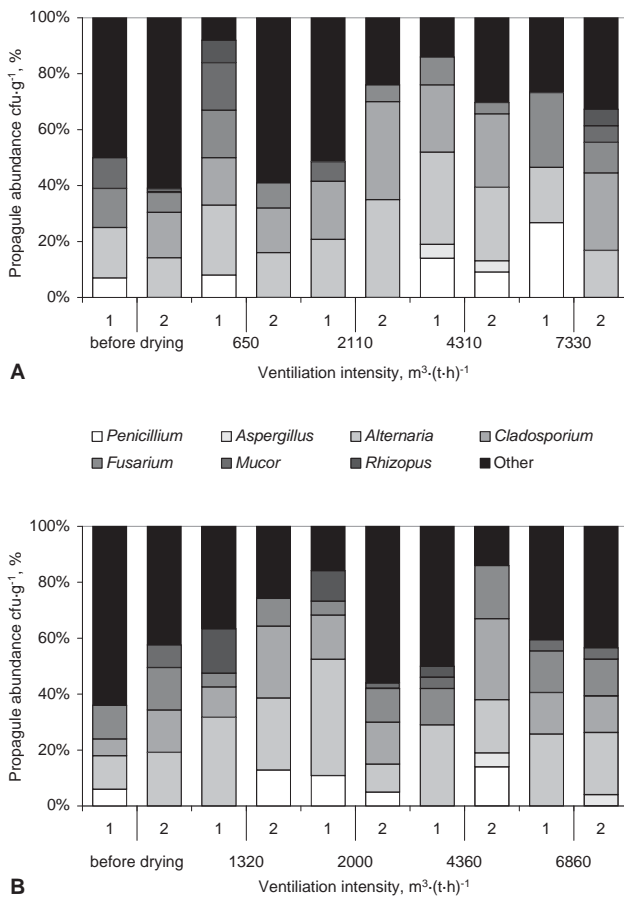 100%
80%
60%
40%
20%
0%
Propagule abundance cfu·g⁻¹, %
1 2 1 2 1 2 1 2 1 2
before drying 650 2110 4310 7330
A
Ventiliation intensity, m³·(t·h)⁻¹
Penicillium Aspergillus Alternaria Cladosporium
Fusarium Mucor Rhizopus Other
100%
80%
60%
40%
20%
0%
Propagule abundance cfu·g⁻¹, %
1 2 1 2 1 2 1 2 1 2
before drying 1320 2000 4360 6860
B
Ventiliation intensity, m³·(t·h)⁻¹